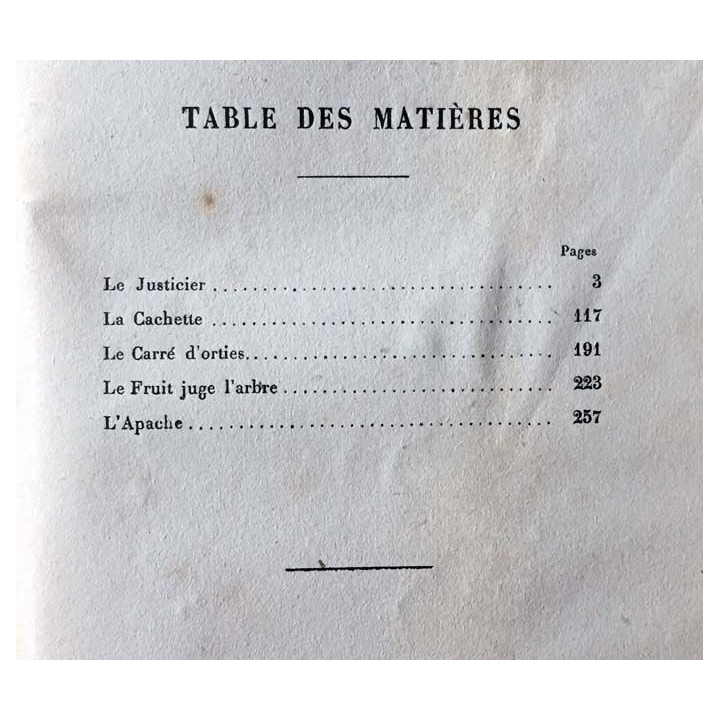 TABLE DES MATIÈRES
Pages
Le Justicier .................................. 3
La Cachette .................................. 117
Le Carré d'orties............................... 191
Le Fruit juge l'arbre ........................... 223
L'Apache ..................................... 257